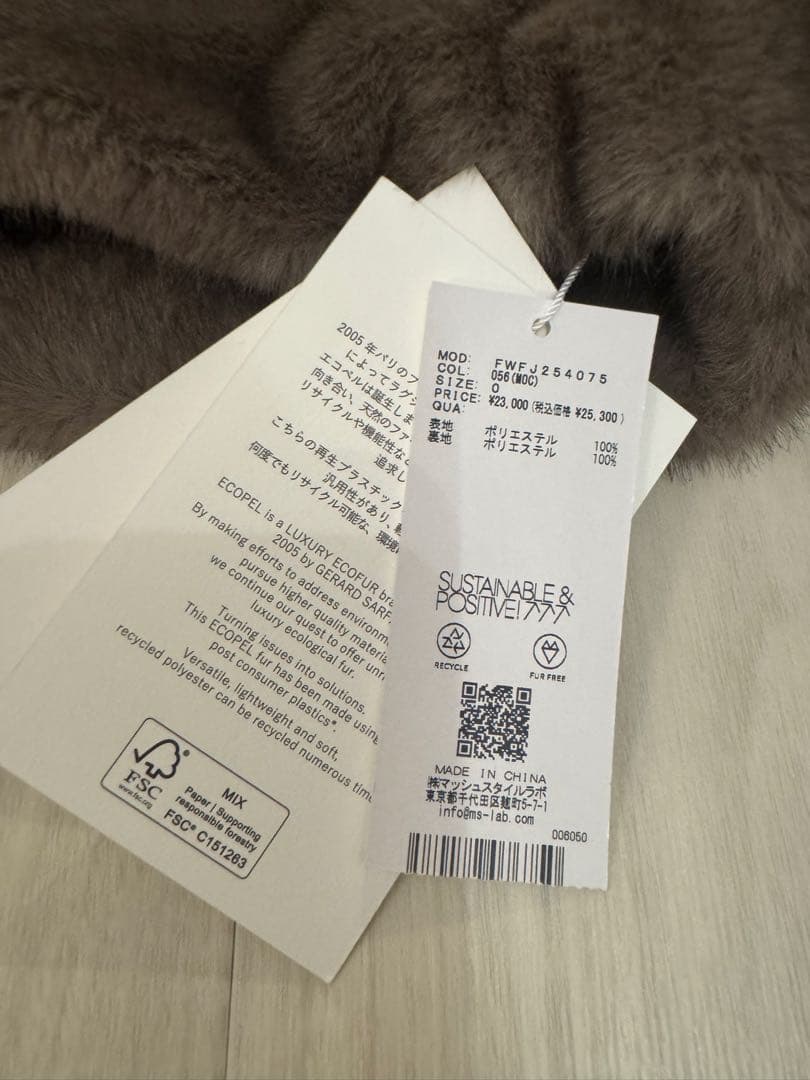 2005年パリのフ
によってラグジ
エコペルは誕生しま
向き合い、天然のファ
リサイクルや機能性など
追求し
こちらの再生プラスチック
汎用性があり、軽
何度でもリサイクル可能な、環境
ECOPEL is a LUXURY ECOFUR bra
2005 by GERARD SARF
By making efforts to address environm
pursue higher quality materia
we continue our quest to offer unr
luxury ecological fur.
Turning issues into solutions.
This ECOPEL fur has been made using
post consumer plastics*.
Versatile, lightweight and soft,
recycled polyester can be recycled numerous time
FSC
www.fsc.org
MIX
Paper | Supporting
responsible forestry
FSC® C151263
MOD: FWFJ254075
COL: 056(MOC)
SIZE: 0
PRICE: ¥23,000 (税込価格 ¥25,300)
QUA:
表地 ポリエステル 100%
裏地 ポリエステル 100%
SUSTAINABLE &
POSITIVE! 777
RECYCLE
FUR FREE
MADE IN CHINA
㈱マッシュスタイルラボ
東京都千代田区麹町5-7-1
info@ms-lab.com
006050